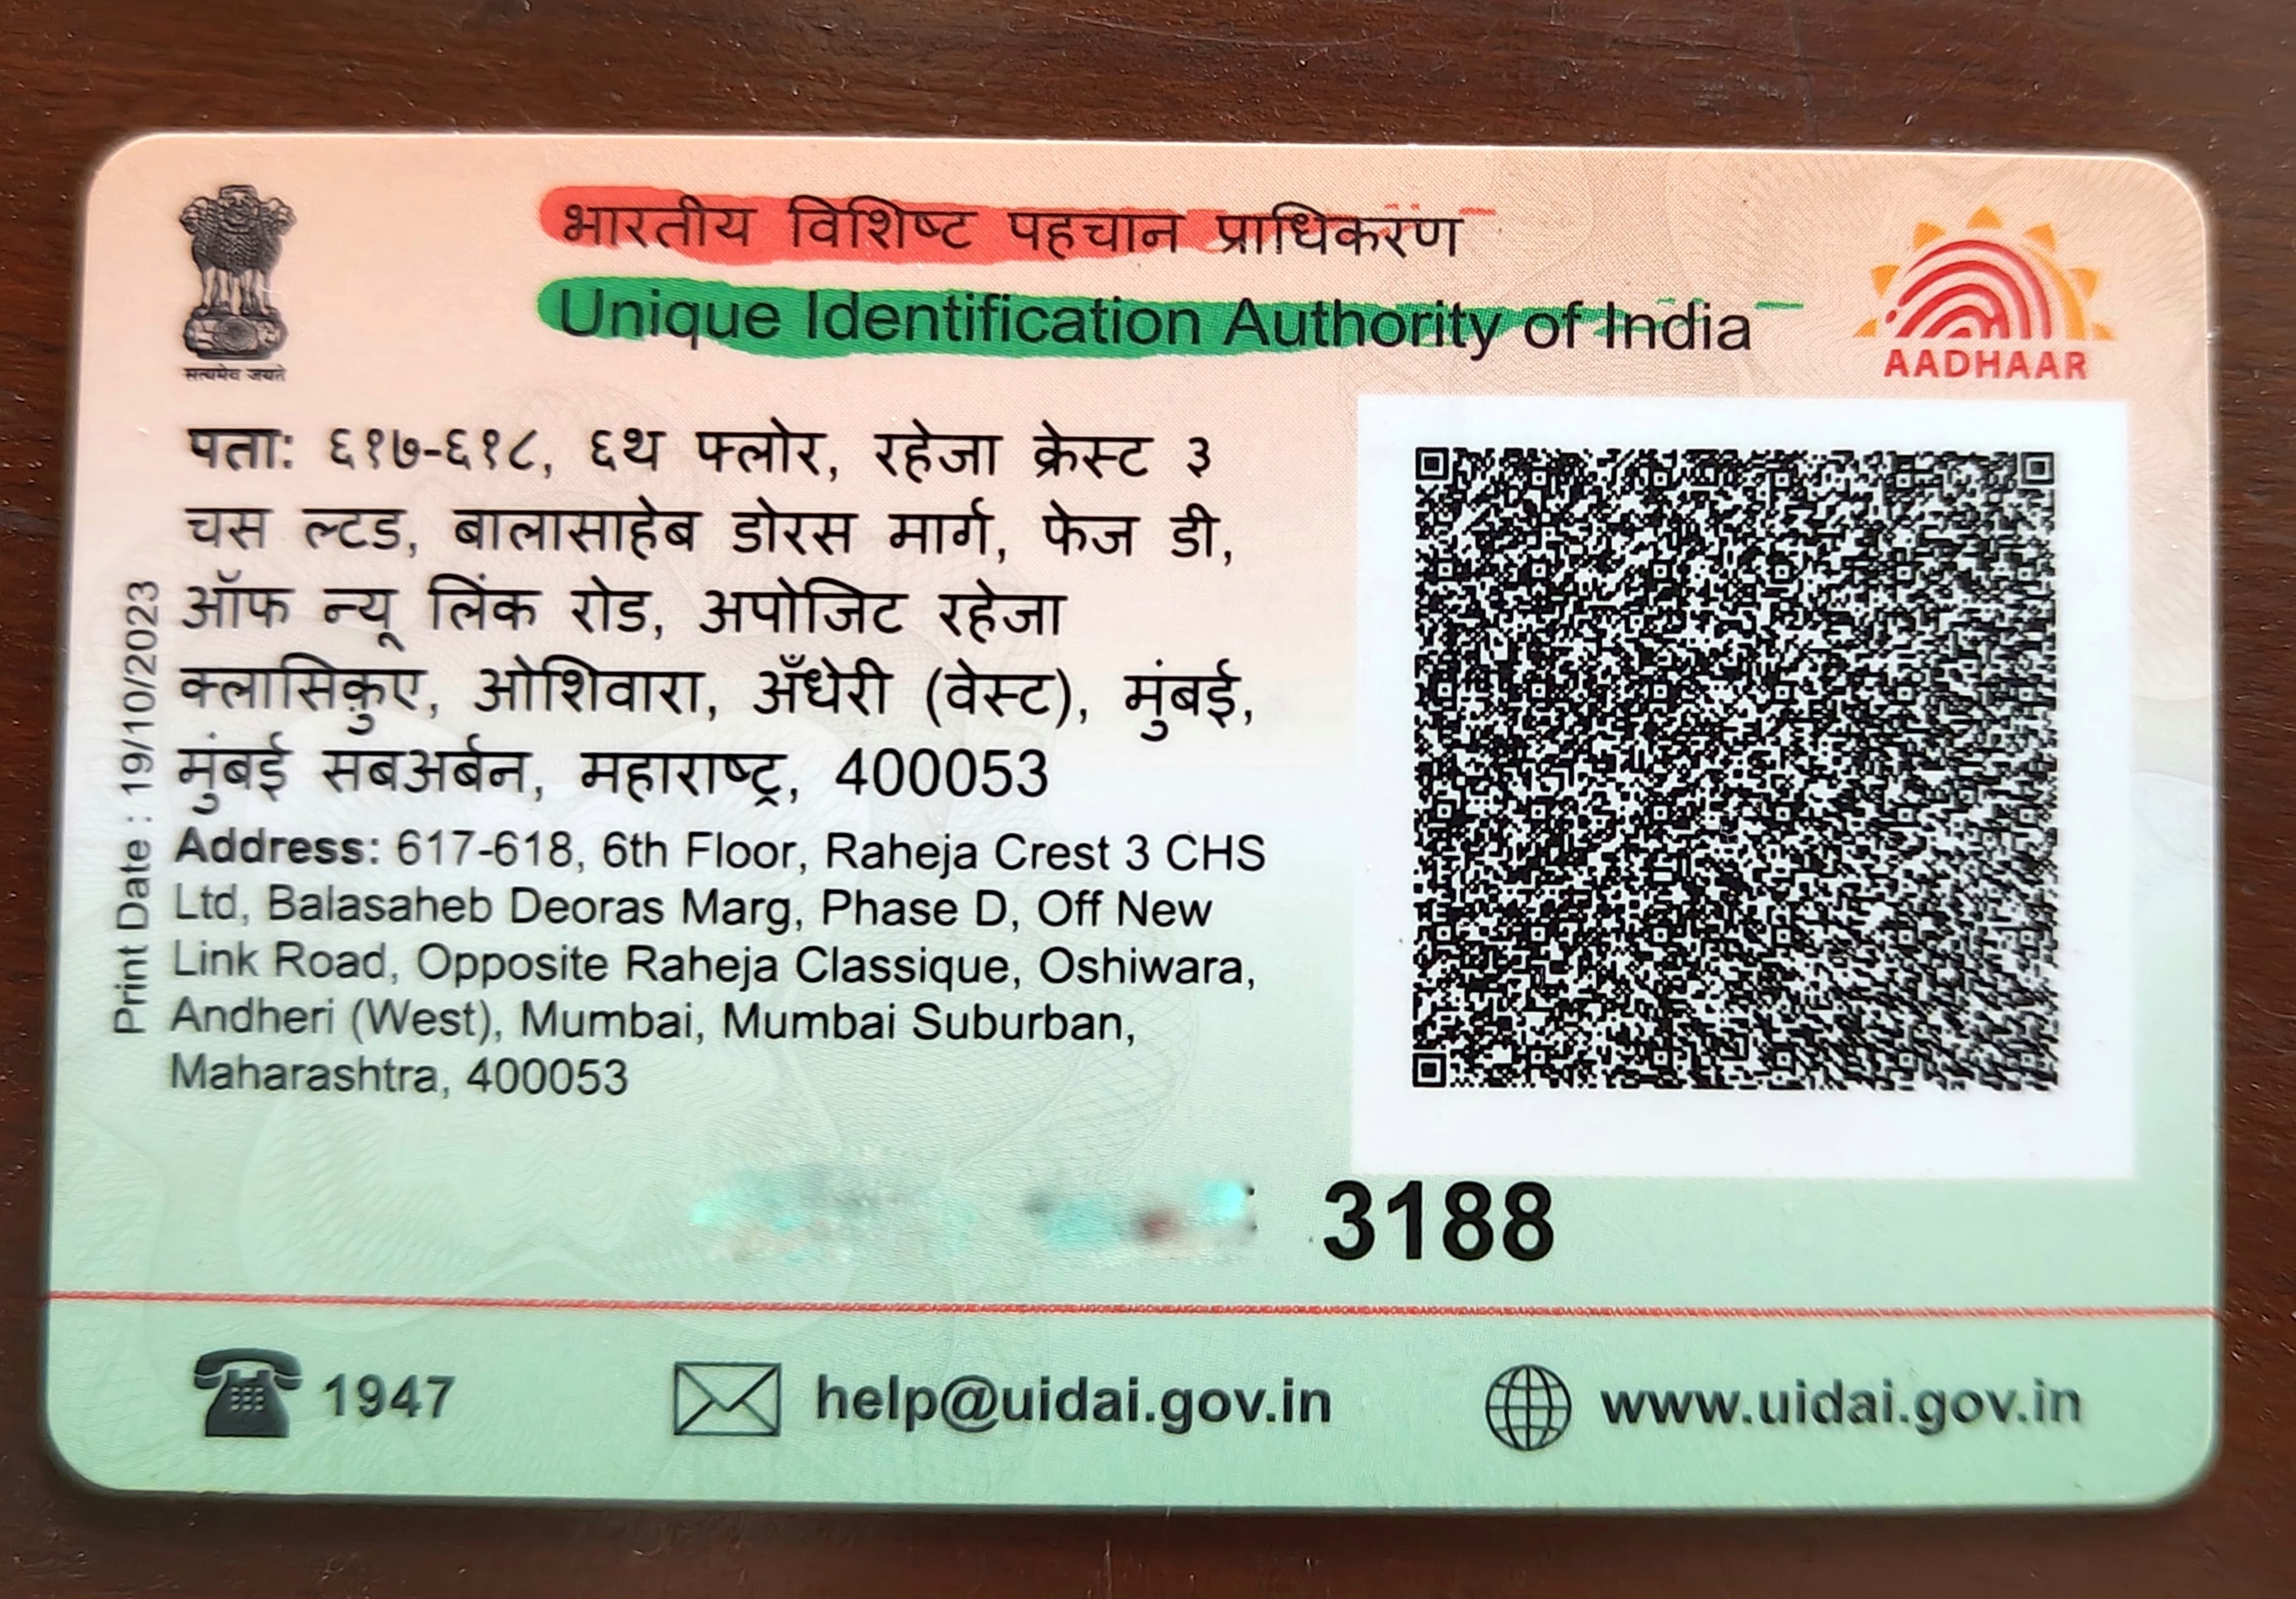 भारतीय विशिष्ट पहचान प्राधिकरण
Unique Identification Authority of India
सत्यमेव जयते
AADHAAR
पता: ६१७-६१८, ६थ फ्लोर, रहेजा क्रेस्ट ३
चस ल्टड, बालासाहेब डोरस मार्ग, फेज डी,
ऑफ न्यू लिंक रोड, अपोजिट रहेजा
क्लासिक़ुए, ओशिवारा, अँधेरी (वेस्ट), मुंबई,
मुंबई सबअर्बन, महाराष्ट्र, 400053
Address: 617-618, 6th Floor, Raheja Crest 3 CHS
Ltd, Balasaheb Deoras Marg, Phase D, Off New
Link Road, Opposite Raheja Classique, Oshiwara,
Andheri (West), Mumbai, Mumbai Suburban,
Maharashtra, 400053
Print Date : 19/10/2023
3188
1947
help@uidai.gov.in
www.uidai.gov.in